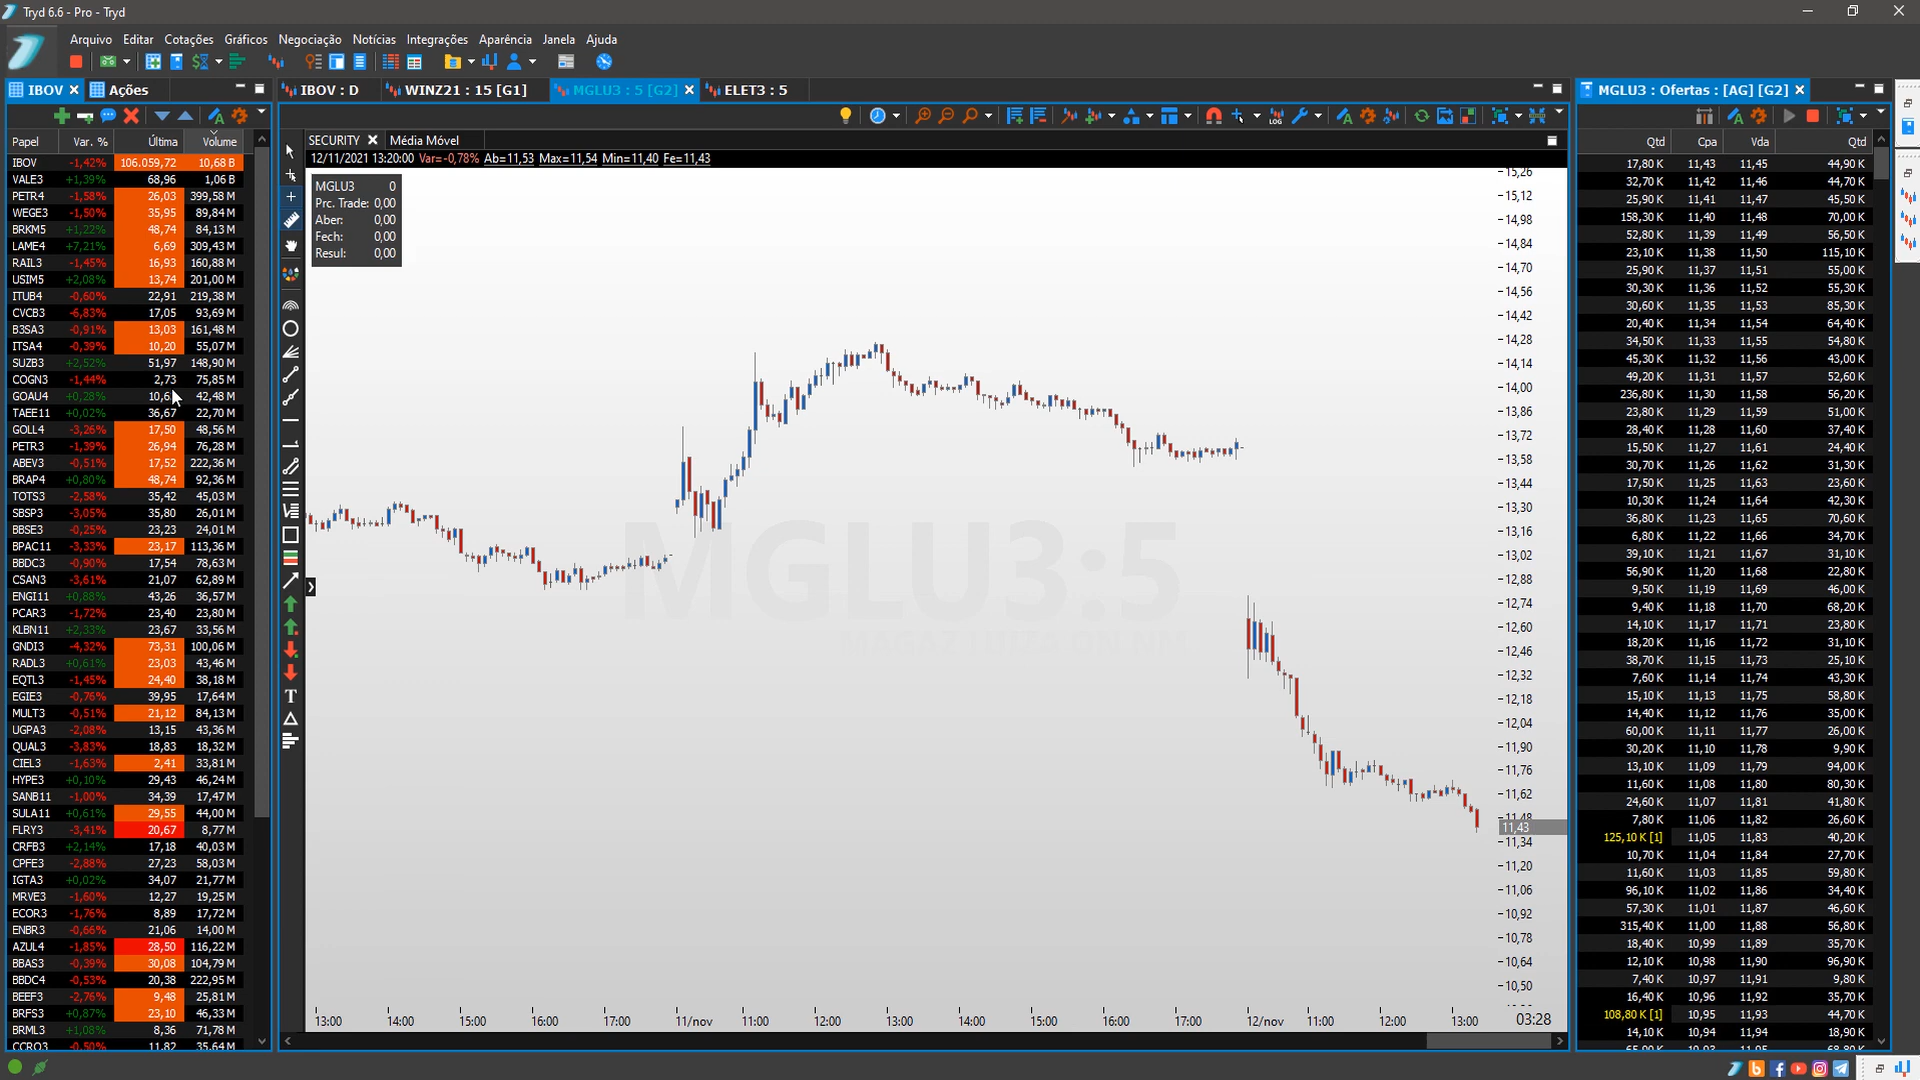 Tryd 6.6 - Pro - Tryd
Arquivo Editar Cotações Gráficos Negociação Notícias Integrações Aparência Janela Ajuda
IBOV Ações
IBOV : D WINZ21 : 15 [G1] MGLU3 : 5 [G2] ELET3 : 5
MGLU3 : Ofertas : [AG] [G2]
Papel Var. % Última Volume
IBOV -1,42% 106.059,72 10,68 B
VALE3 +1,39% 68,96 1,06 B
PETR4 -1,58% 26,03 399,58 M
WEGE3 -1,50% 35,95 89,84 M
BRKM5 +1,22% 48,74 84,13 M
LAME4 +7,21% 6,69 309,43 M
RAIL3 -1,45% 16,93 160,88 M
USIM5 +2,08% 13,74 201,00 M
ITUB4 -0,60% 22,91 219,38 M
CVCB3 -6,83% 17,05 93,69 M
B3SA3 -0,91% 13,03 161,48 M
ITSA4 -0,39% 10,20 55,07 M
SUZB3 +2,52% 51,97 148,90 M
COGN3 -1,44% 2,73 75,85 M
GOAU4 +0,28% 42,48 M
TAEE11 +0,02% 36,67 22,70 M
GOLL4 -3,26% 17,50 48,56 M
PETR3 -1,39% 26,94 76,28 M
ABEV3 -0,51% 17,52 222,36 M
BRAP4 +0,80% 48,74 92,36 M
TOTS3 -2,58% 35,42 45,03 M
SBSP3 -3,05% 35,80 26,01 M
BBSE3 -0,25% 23,23 24,01 M
BPAC11 -3,33% 23,17 113,36 M
BBDC3 -0,90% 17,54 78,63 M
CSAN3 -3,61% 21,07 62,89 M
ENGI11 +0,88% 43,26 36,57 M
PCAR3 -1,72% 23,40 23,80 M
KLBN11 +2,33% 23,67 33,56 M
GNDI3 -4,32% 73,31 100,06 M
RADL3 +0,61% 23,03 43,46 M
EQTL3 -1,45% 24,40 38,18 M
EGIE3 -0,76% 39,95 17,64 M
MULT3 -0,51% 21,12 84,13 M
UGPA3 -2,08% 13,15 43,36 M
QUAL3 -3,83% 18,83 18,32 M
CIEL3 -1,63% 2,41 33,81 M
HYPE3 +0,10% 29,43 46,24 M
SANB11 -1,00% 34,39 17,47 M
SULA11 +0,61% 29,55 44,00 M
FLRY3 -3,41% 20,67 8,77 M
CRFB3 +2,14% 17,18 40,03 M
CPFE3 -2,88% 27,23 58,03 M
IGTA3 +0,02% 34,07 21,77 M
MRVE3 -1,60% 12,27 19,25 M
ECOR3 -1,76% 8,89 17,72 M
ENBR3 -0,66% 21,06 14,00 M
AZUL4 -1,85% 28,50 116,22 M
BBAS3 -0,39% 30,08 104,79 M
BBDC4 -0,53% 20,38 222,95 M
BEEF3 -2,76% 9,48 25,81 M
BRFS3 +0,87% 23,10 46,33 M
BRML3 +1,08% 8,36 71,78 M
CCRO3 -0,50% 11,82 35,64 M
SECURITY Média Móvel
12/11/2021 13:20:00 Var=-0,78% Ab=11,53 Max=11,54 Min=11,40 Fe=11,43
MGLU3 0
Prc. Trade: 0,00
Aber: 0,00
Fech: 0,00
Resul: 0,00
MGLU3:5
15,26
15,12
14,98
14,84
14,70
14,56
14,42
14,28
14,14
14,00
13,86
13,72
13,58
13,44
13,30
13,16
13,02
12,88
12,74
12,60
12,46
12,32
12,18
12,04
11,90
11,76
11,62
11,48
11,43
11,34
11,20
11,06
10,92
10,78
10,64
10,50
13:00 14:00 15:00 16:00 17:00 11/nov 11:00 12:00 13:00 14:00 15:00 16:00 17:00 12/nov 11:00 12:00 13:00 03:28
Qtd Cpa Vda Qtd
17,80 K 11,43 11,45 44,90 K
32,70 K 11,42 11,46 44,70 K
25,90 K 11,41 11,47 45,50 K
158,30 K 11,40 11,48 70,00 K
52,80 K 11,39 11,49 56,50 K
23,10 K 11,38 11,50 115,10 K
25,90 K 11,37 11,51 55,00 K
30,30 K 11,36 11,52 55,30 K
30,60 K 11,35 11,53 85,30 K
20,40 K 11,34 11,54 64,40 K
34,50 K 11,33 11,55 54,80 K
45,30 K 11,32 11,56 43,00 K
49,20 K 11,31 11,57 52,60 K
236,80 K 11,30 11,58 56,20 K
23,80 K 11,29 11,59 51,00 K
28,40 K 11,28 11,60 37,40 K
15,50 K 11,27 11,61 24,40 K
30,70 K 11,26 11,62 31,30 K
17,50 K 11,25 11,63 23,60 K
10,30 K 11,24 11,64 42,30 K
36,80 K 11,23 11,65 70,60 K
6,80 K 11,22 11,66 34,70 K
39,10 K 11,21 11,67 31,10 K
56,90 K 11,20 11,68 22,80 K
9,50 K 11,19 11,69 46,00 K
9,40 K 11,18 11,70 68,20 K
14,10 K 11,17 11,71 23,80 K
18,20 K 11,16 11,72 31,10 K
38,70 K 11,15 11,73 25,10 K
7,60 K 11,14 11,74 43,30 K
15,10 K 11,13 11,75 58,80 K
14,40 K 11,12 11,76 35,00 K
60,00 K 11,11 11,77 26,00 K
30,20 K 11,10 11,78 9,90 K
13,10 K 11,09 11,79 94,00 K
11,60 K 11,08 11,80 80,30 K
24,60 K 11,07 11,81 41,80 K
7,80 K 11,06 11,82 26,60 K
125,10 K [1] 11,05 11,83 40,20 K
10,70 K 11,04 11,84 27,70 K
11,60 K 11,03 11,85 59,80 K
96,10 K 11,02 11,86 34,40 K
57,30 K 11,01 11,87 46,60 K
315,40 K 11,00 11,88 56,80 K
18,40 K 10,99 11,89 35,70 K
12,10 K 10,98 11,90 96,90 K
7,40 K 10,97 11,91 9,80 K
16,40 K 10,96 11,92 35,70 K
108,80 K [1] 10,95 11,93 44,70 K
14,10 K 10,94 11,94 18,90 K